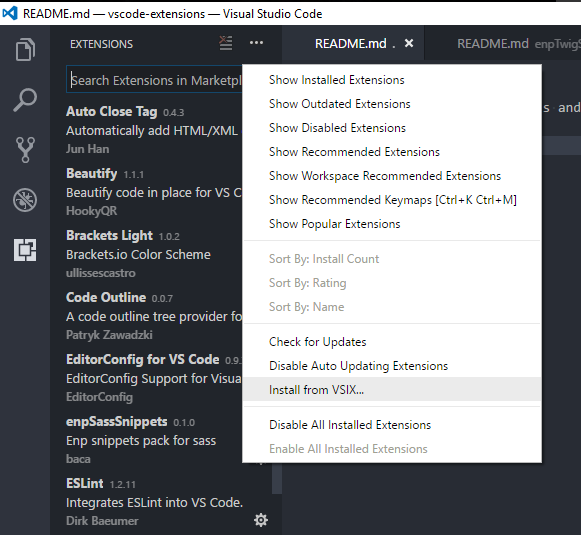 README.md — vscode-extensions — Visual Studio Code
EXTENSIONS
README.md .
README.md enpTwigS
Search Extensions in Marketpl
Auto Close Tag 0.4.3
Automatically add HTML/XML
Jun Han
Beautify 1.1.1
Beautify code in place for VS C
HookyQR
Brackets Light 1.0.2
Brackets.io Color Scheme
ullissescastro
Code Outline 0.0.7
A code outline tree provider fo
Patryk Zawadzki
EditorConfig for VS Code 0.9.
EditorConfig Support for Visua
EditorConfig
enpSassSnippets 0.1.0
Enp snippets pack for sass
baca
ESLint 1.2.11
Integrates ESLint into VS Code.
Dirk Baeumer
Show Installed Extensions
Show Outdated Extensions
Show Disabled Extensions
Show Recommended Extensions
Show Workspace Recommended Extensions
Show Recommended Keymaps [Ctrl+K Ctrl+M]
Show Popular Extensions
Sort By: Install Count
Sort By: Rating
Sort By: Name
Check for Updates
Disable Auto Updating Extensions
Install from VSIX...
Disable All Installed Extensions
Enable All Installed Extensions
s and